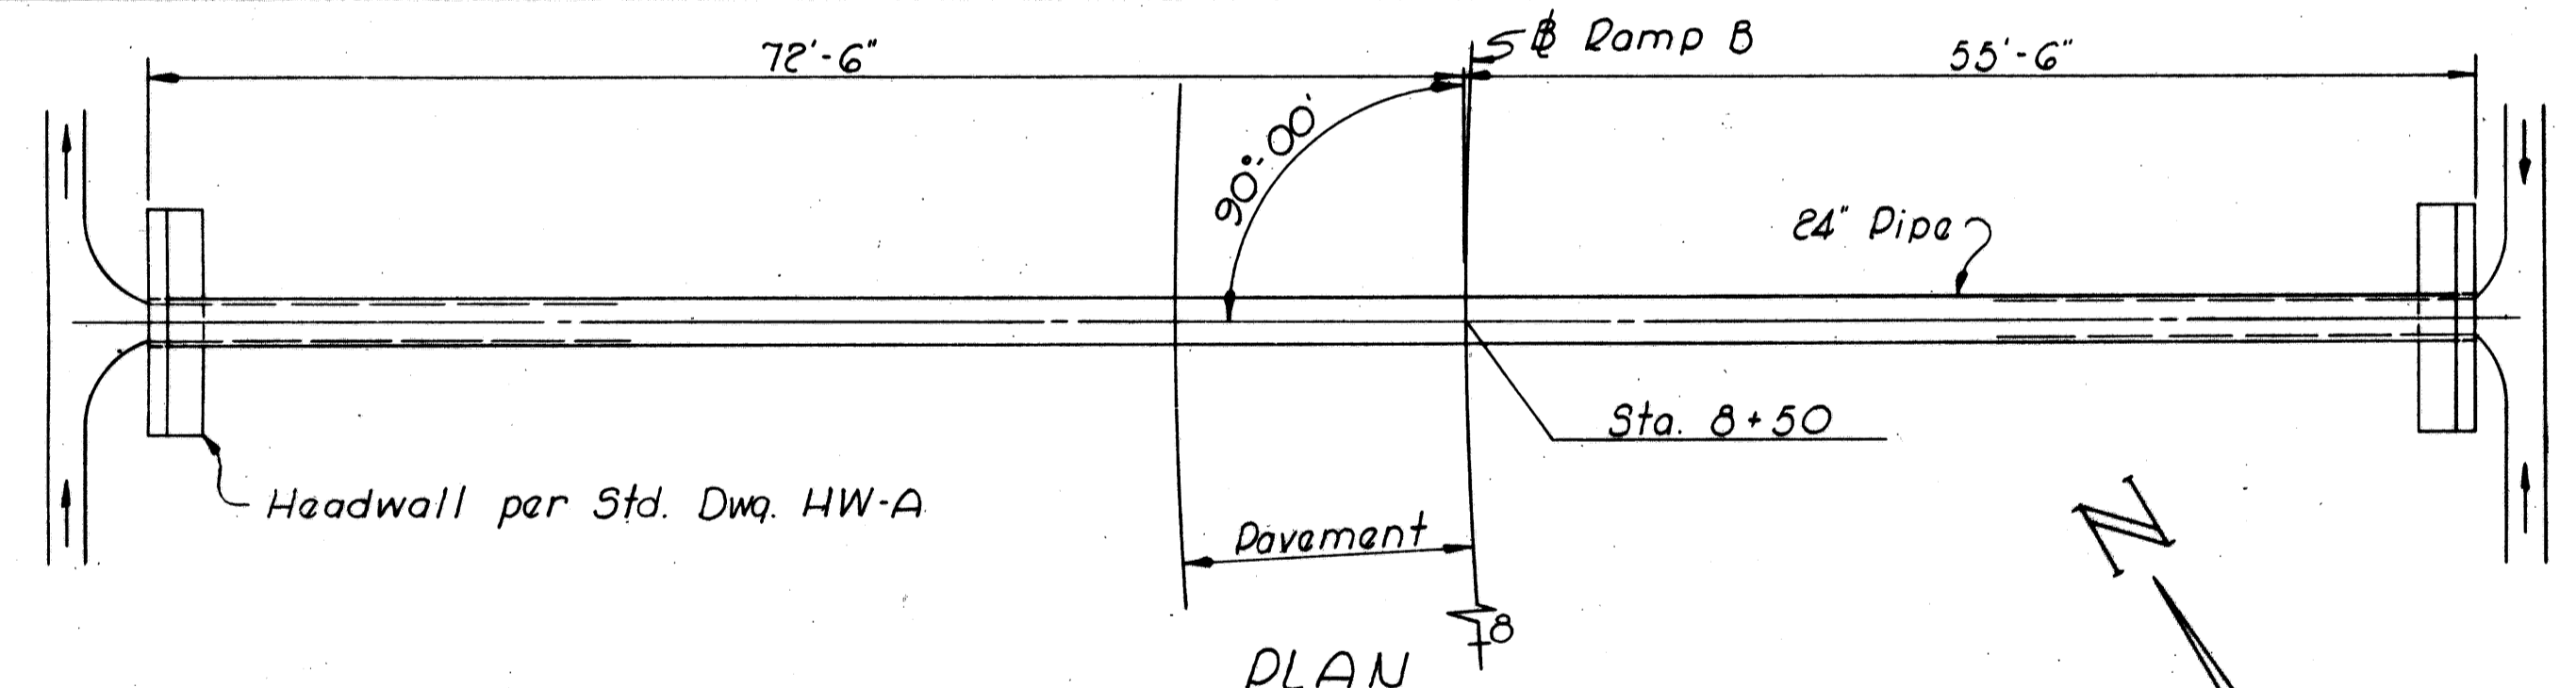 72'-6"
S ⅊ Ramp B
55'-6"
90°:00'
24" Pipe
Sta. 8+50
Headwall per Std. Dwg. HW-A
Pavement
N
8
PLAN